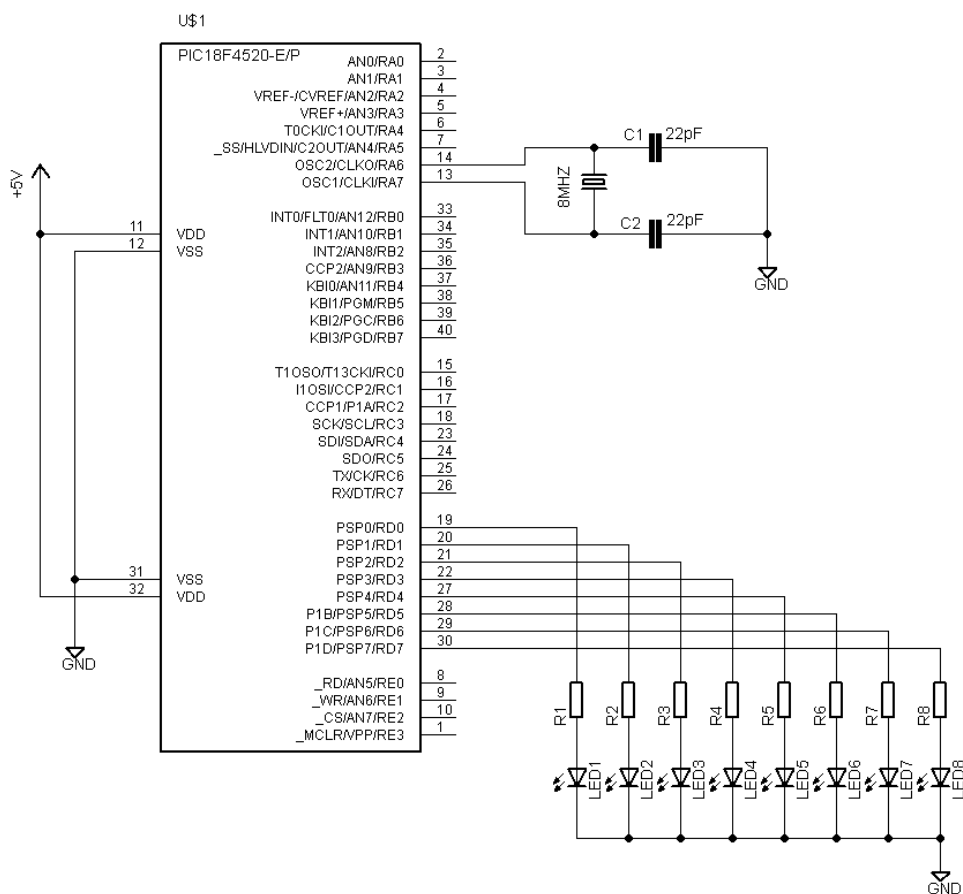 U$1
PIC18F4520-E/P
AN0/RA0 2
AN1/RA1 3
VREF-/CVREF/AN2/RA2 4
VREF+/AN3/RA3 5
T0CKI/C1OUT/RA4 6
_SS/HLVDIN/C2OUT/AN4/RA5 7
OSC2/CLKO/RA6 14
OSC1/CLKI/RA7 13
INT0/FLT0/AN12/RB0 33
INT1/AN10/RB1 34
INT2/AN8/RB2 35
CCP2/AN9/RB3 36
KBI0/AN11/RB4 37
KBI1/PGM/RB5 38
KBI2/PGC/RB6 39
KBI3/PGD/RB7 40
T1OSO/T13CKI/RC0 15
I1OSI/CCP2/RC1 16
CCP1/P1A/RC2 17
SCK/SCL/RC3 18
SDI/SDA/RC4 23
SDO/RC5 24
TX/CK/RC6 25
RX/DT/RC7 26
PSP0/RD0 19
PSP1/RD1 20
PSP2/RD2 21
PSP3/RD3 22
PSP4/RD4 27
P1B/PSP5/RD5 28
P1C/PSP6/RD6 29
P1D/PSP7/RD7 30
_RD/AN5/RE0 8
_WR/AN6/RE1 9
_CS/AN7/RE2 10
_MCLR/VPP/RE3 1
+5V
11 VDD
12 VSS
31 VSS
32 VDD
GND
C1 22pF
8MHZ
C2 22pF
GND
R1 R2 R3 R4 R5 R6 R7 R8
LED1 LED2 LED3 LED4 LED5 LED6 LED7 LED8
GND